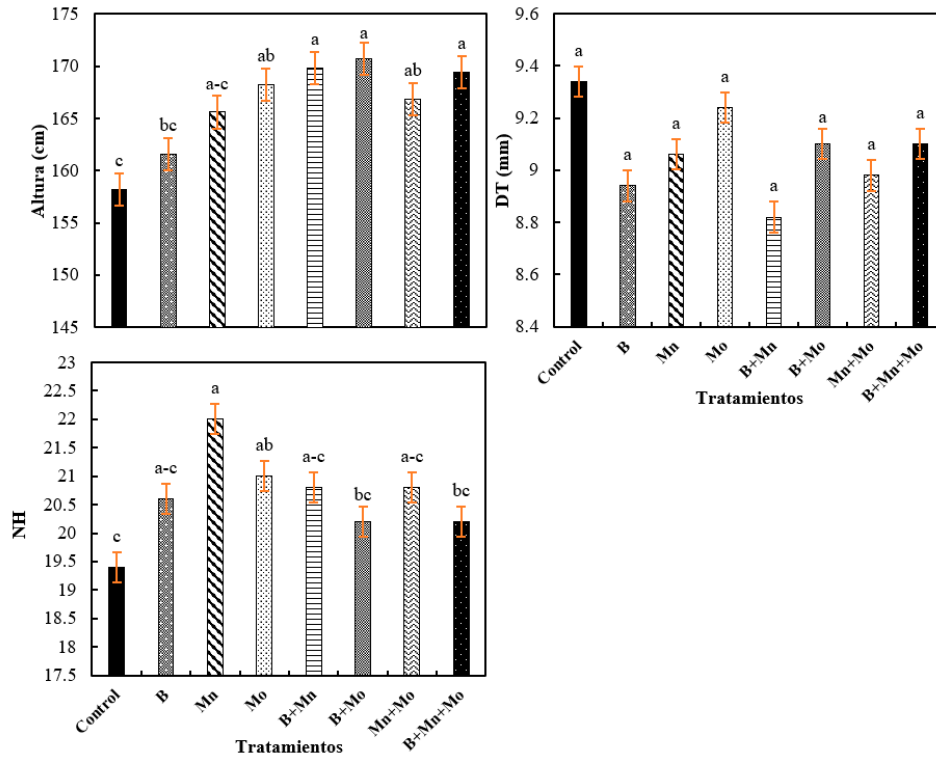 175
170
165
160
155
150
145
Altura (cm)
c
bc
a-c
ab
a
a
ab
a
9.6
9.4
9.2
9
8.8
8.6
8.4
DT (mm)
a
a
a
a
a
a
a
a
Control
B
Mn
Mo
B+Mn
B+Mo
Mn+Mo
B+Mn+Mo
Tratamientos
23
22
21.5
21
20.5
20
19.5
19
18.5
18
17.5
NH
c
a-c
a
ab
a-c
bc
a-c
bc
Control
B
Mn
Mo
B+Mn
B+Mo
Mn+Mo
B+Mn+Mo
Tratamientos